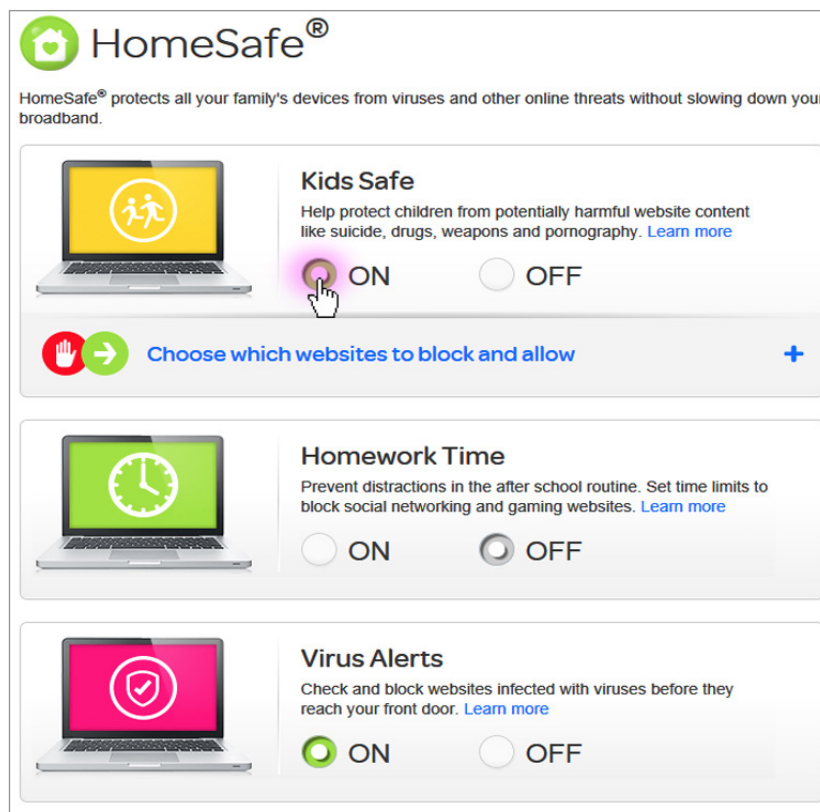 HomeSafe®
HomeSafe® protects all your family's devices from viruses and other online threats without slowing down your
broadband.
Kids Safe
Help protect children from potentially harmful website content
like suicide, drugs, weapons and pornography. Learn more
ON OFF
Choose which websites to block and allow +
Homework Time
Prevent distractions in the after school routine. Set time limits to
block social networking and gaming websites. Learn more
ON OFF
Virus Alerts
Check and block websites infected with viruses before they
reach your front door. Learn more
ON OFF